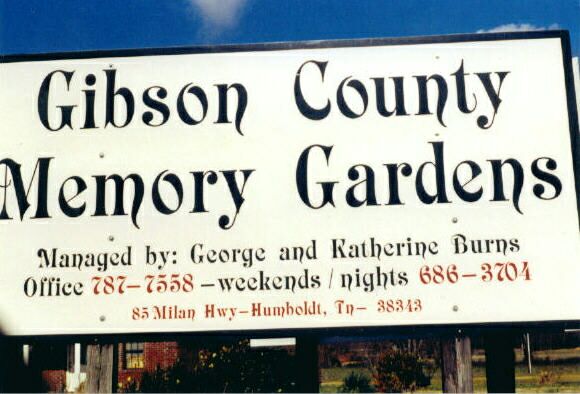 Gibson County
Memory Gardens
Managed by: George and Katherine Burns
Office 787-7558 - weekends / nights 686-3704
85 Milan Hwy-Humboldt, Tn- 38343